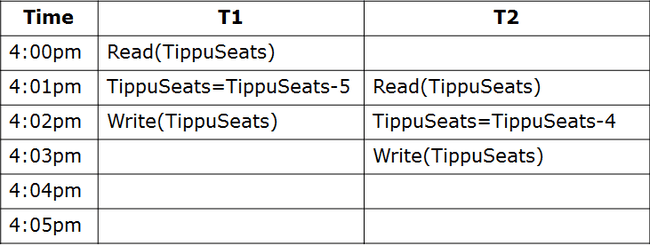 Time T1 T2
4:00pm Read(TippuSeats)
4:01pm TippuSeats=TippuSeats-5 Read(TippuSeats)
4:02pm Write(TippuSeats) TippuSeats=TippuSeats-4
4:03pm Write(TippuSeats)
4:04pm
4:05pm